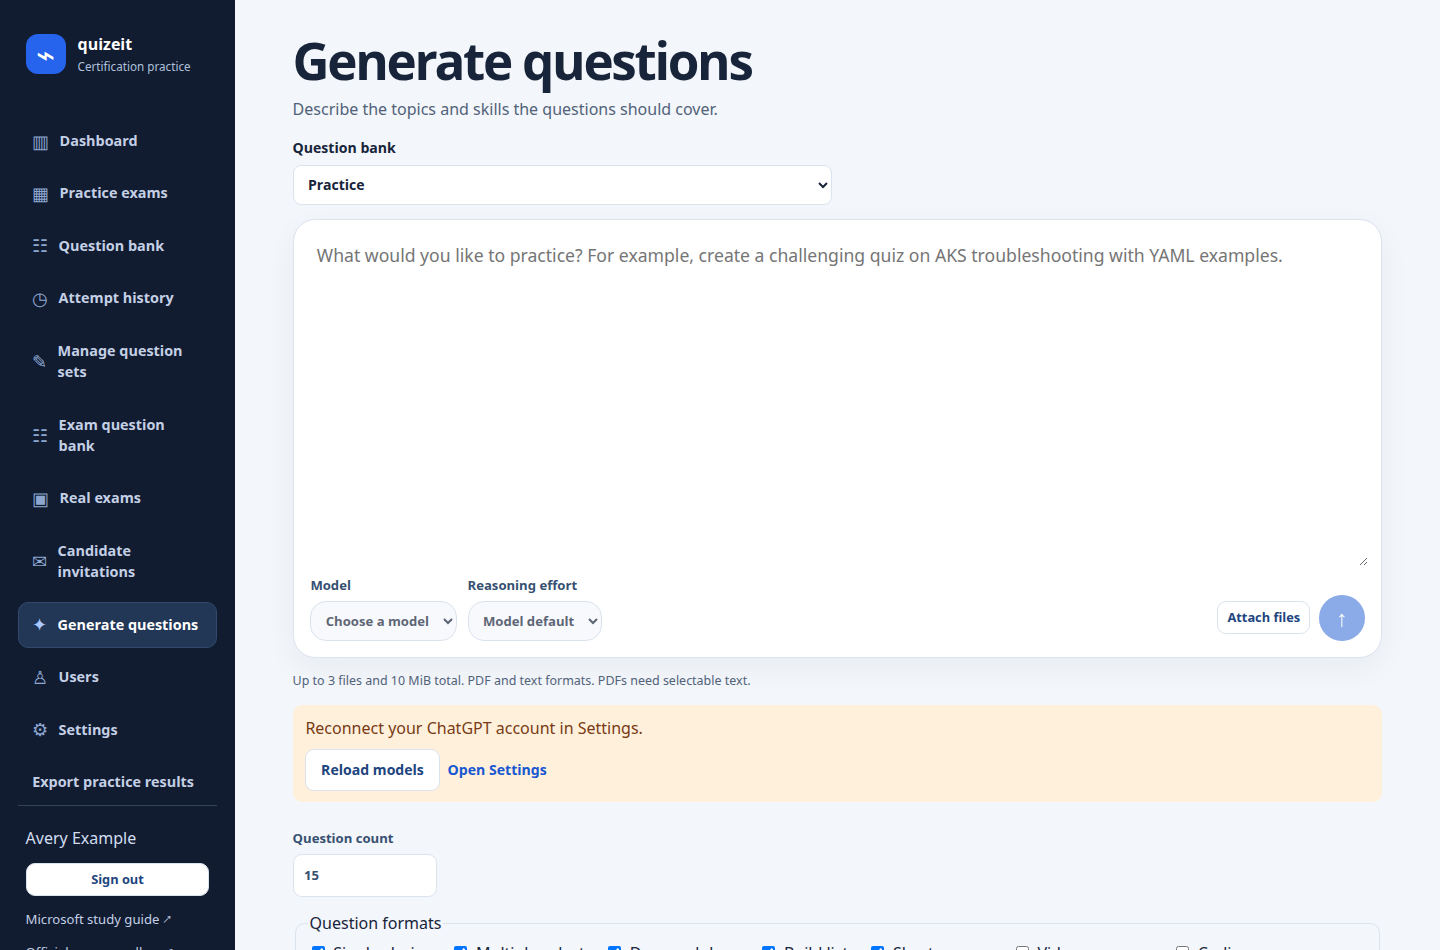 quizeit
Certification practice
Dashboard
Practice exams
Question bank
Attempt history
Manage question
sets
Exam question
bank
Real exams
Candidate
invitations
Generate questions
Users
Settings
Export practice results
Avery Example
Sign out
Microsoft study guide ↗
Generate questions
Describe the topics and skills the questions should cover.
Question bank
Practice
What would you like to practice? For example, create a challenging quiz on AKS troubleshooting with YAML examples.
Model
Reasoning effort
Choose a model
Model default
Attach files
↑
Up to 3 files and 10 MiB total. PDF and text formats. PDFs need selectable text.
Reconnect your ChatGPT account in Settings.
Reload models
Open Settings
Question count
15
Question formats